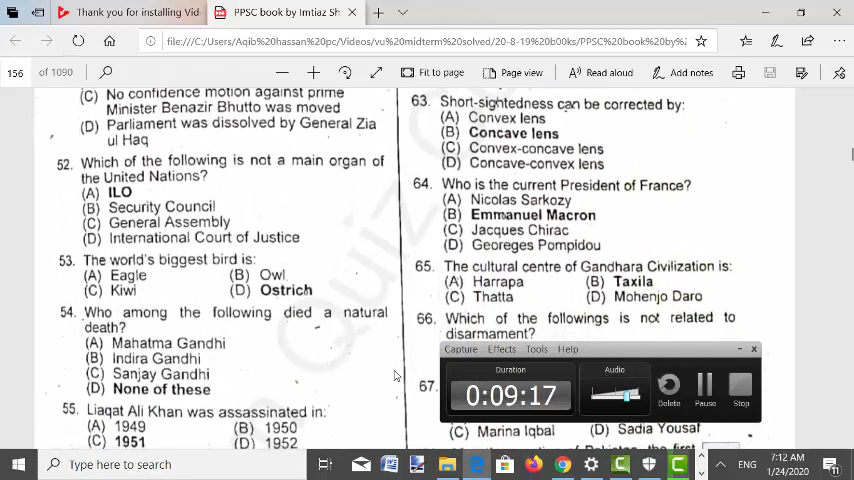 Thank you for installing Vid
PPSC book by Imtiaz Sh
file:///C:/Users/Aqib%20hassan%20pc/Videos/vu%20midterm%20solved/20-8-19%20b00ks/PPSC%20book%20by%2
156 of 1090
Fit to page
Page view
Read aloud
Add notes
(C) No confidence motion against prime
Minister Benazir Bhutto was moved
(D) Parliament was dissolved by General Zia
ul Haq
52. Which of the following is not a main organ of
the United Nations?
(A) ILO
(B) Security Council
(C) General Assembly
(D) International Court of Justice
53. The world's biggest bird is:
(A) Eagle (B) Owl
(C) Kiwi (D) Ostrich
54. Who among the following died a natural
death?
(A) Mahatma Gandhi
(B) Indira Gandhi
(C) Sanjay Gandhi
(D) None of these
55. Liaqat Ali Khan was assassinated in:
(A) 1949 (B) 1950
(C) 1951 (D) 1952
63. Short-sightedness can be corrected by:
(A) Convex lens
(B) Concave lens
(C) Convex-concave lens
(D) Concave-convex lens
64. Who is the current President of France?
(A) Nicolas Sarkozy
(B) Emmanuel Macron
(C) Jacques Chirac
(D) Georeges Pompidou
65. The cultural centre of Gandhara Civilization is:
(A) Harrapa (B) Taxila
(C) Thatta (D) Mohenjo Daro
66. Which of the followings is not related to
disarmament?
67.
(C) Marina Iqbal (D) Sadia Yousaf
Capture Effects Tools Help
Duration
0:09:17
Audio
Delete Pause Stop
Type here to search
ENG
7:12 AM
1/24/2020
11